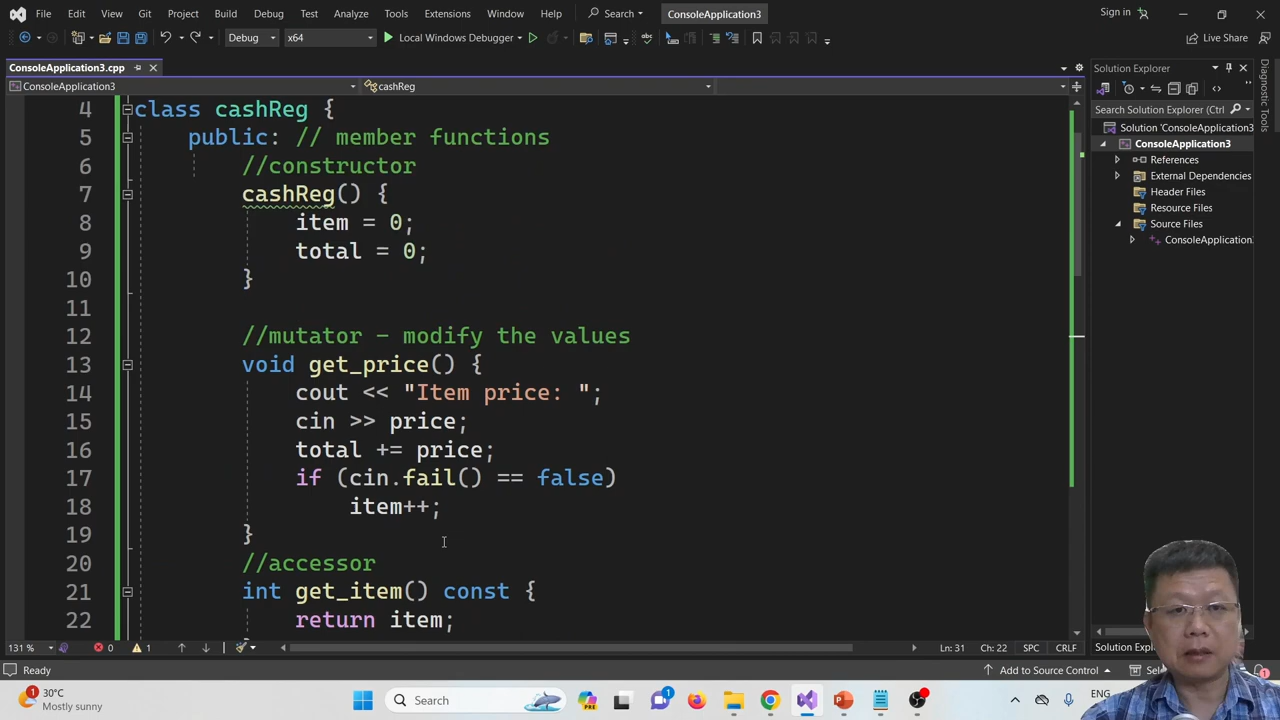 File Edit View Git Project Build Debug Test Analyze Tools Extensions Window Help Search ConsoleApplication3 Sign in
Debug x64 Local Windows Debugger Live Share
ConsoleApplication3.cpp
Solution Explorer
ConsoleApplication3 cashReg
Search Solution Explorer (Ctrl
Solution 'ConsoleApplication3
ConsoleApplication3
References
External Dependencies
Header Files
Resource Files
Source Files
ConsoleApplication.
Diagnostic Tools
4 class cashReg {
5 public: // member functions
6 //constructor
7 cashReg() {
8 item = 0;
9 total = 0;
10 }
11
12 //mutator - modify the values
13 void get_price() {
14 cout << "Item price: ";
15 cin >> price;
16 total += price;
17 if (cin.fail() == false)
18 item++;
19 }
20 //accessor
21 int get_item() const {
22 return item;
131 % 0 1 Ln: 31 Ch: 22 SPC CRLF
Solution Explorer
Ready Add to Source Control
30°C
Mostly sunny
Search
1
ENG